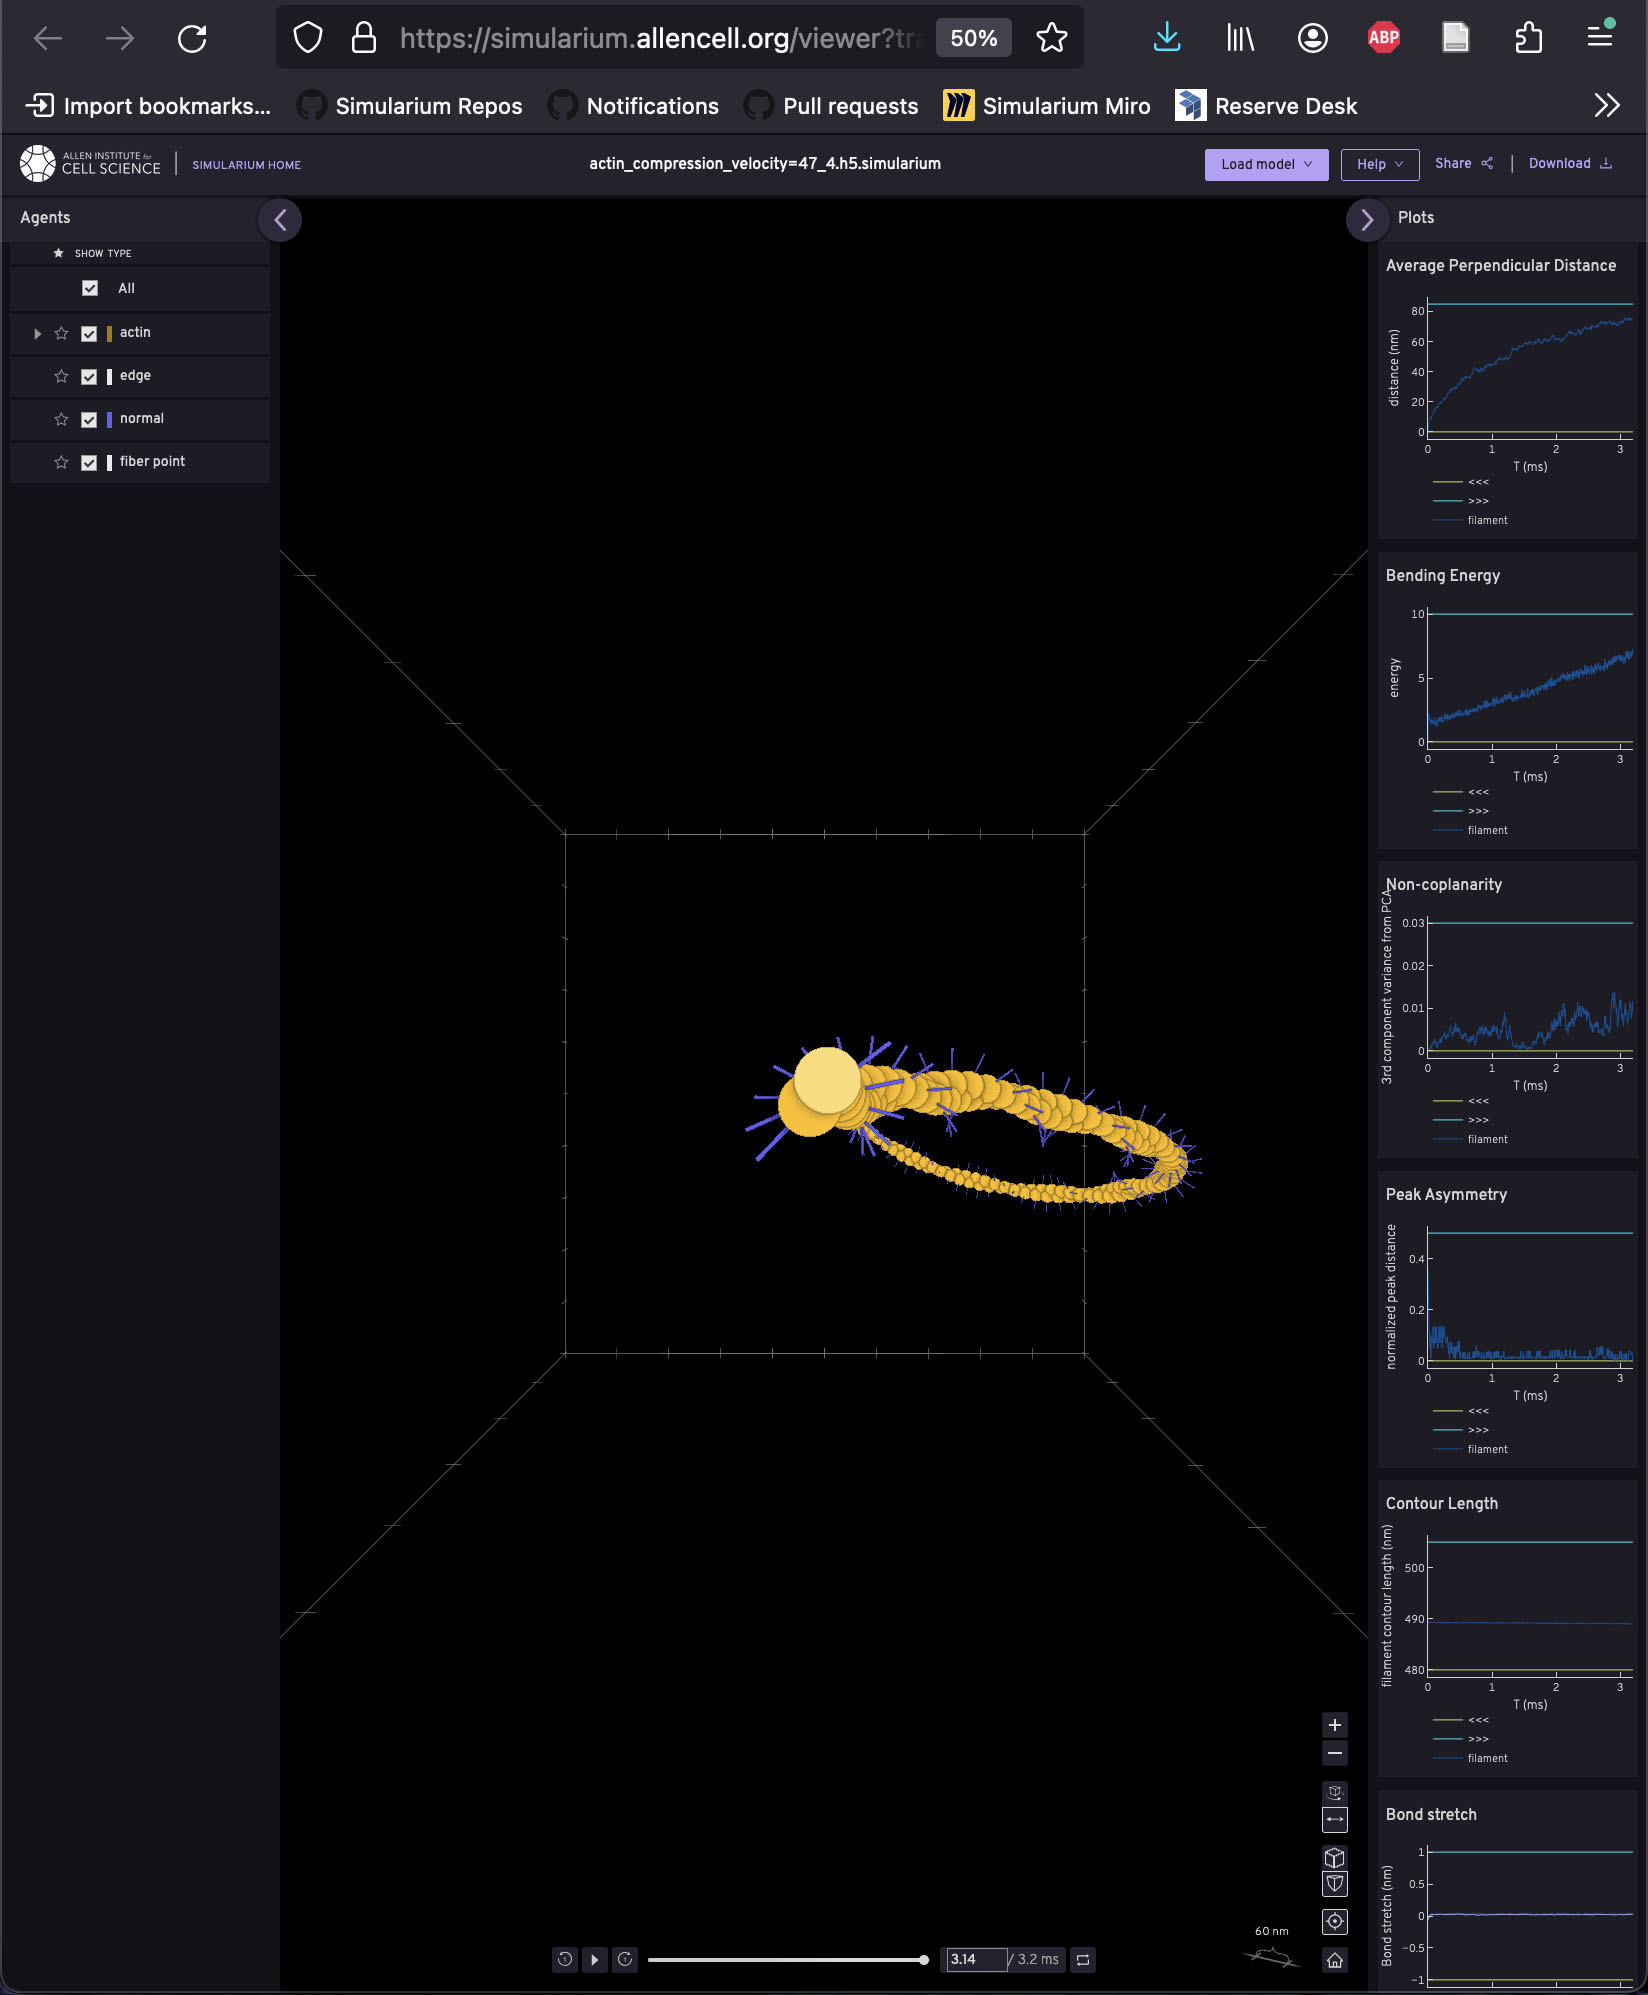 https://simularium.allencell.org/viewer?tra
50%
ABP
Import bookmarks...
Simularium Repos
Notifications
Pull requests
Simularium Miro
Reserve Desk
ALLEN INSTITUTE for
CELL SCIENCE
SIMULARIUM HOME
actin_compression_velocity=47_4.h5.simularium
Load model
Help
Share
Download
Agents
SHOW TYPE
All
actin
edge
normal
fiber point
60 nm
3.14
/ 3.2 ms
Plots
Average Perpendicular Distance
distance (nm)
80
60
40
20
0
0 1 2 3
T (ms)
<<<
>>>
filament
Bending Energy
energy
10
5
0
0 1 2 3
T (ms)
<<<
>>>
filament
Non-coplanarity
3rd component variance from PCA
0.03
0.02
0.01
0
0 1 2 3
T (ms)
<<<
>>>
filament
Peak Asymmetry
normalized peak distance
0.4
0.2
0
0 1 2 3
T (ms)
<<<
>>>
filament
Contour Length
filament contour length (nm)
500
490
480
0 1 2 3
T (ms)
<<<
>>>
filament
Bond stretch
Bond stretch (nm)
1
0.5
0
−0.5
−1